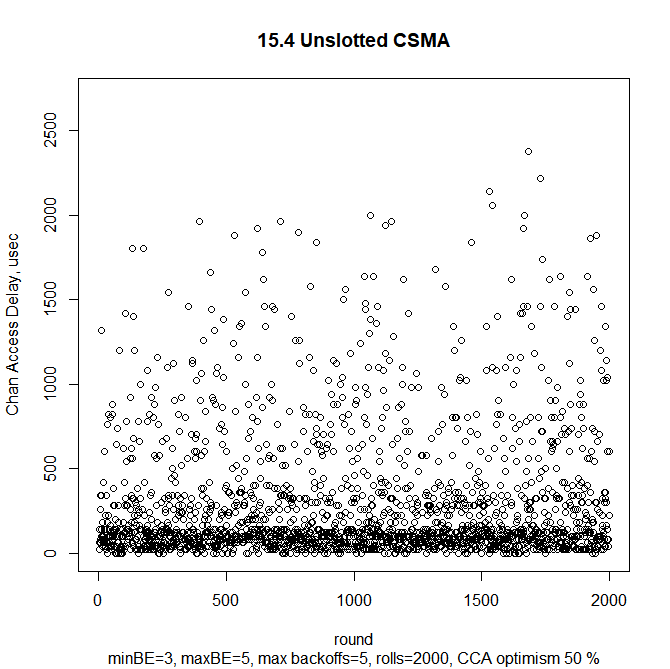 15.4 Unslotted CSMA
Chan Access Delay, usec
2500
2000
1500
1000
500
0
0 500 1000 1500 2000
round
minBE=3, maxBE=5, max backoffs=5, rolls=2000, CCA optimism 50 %